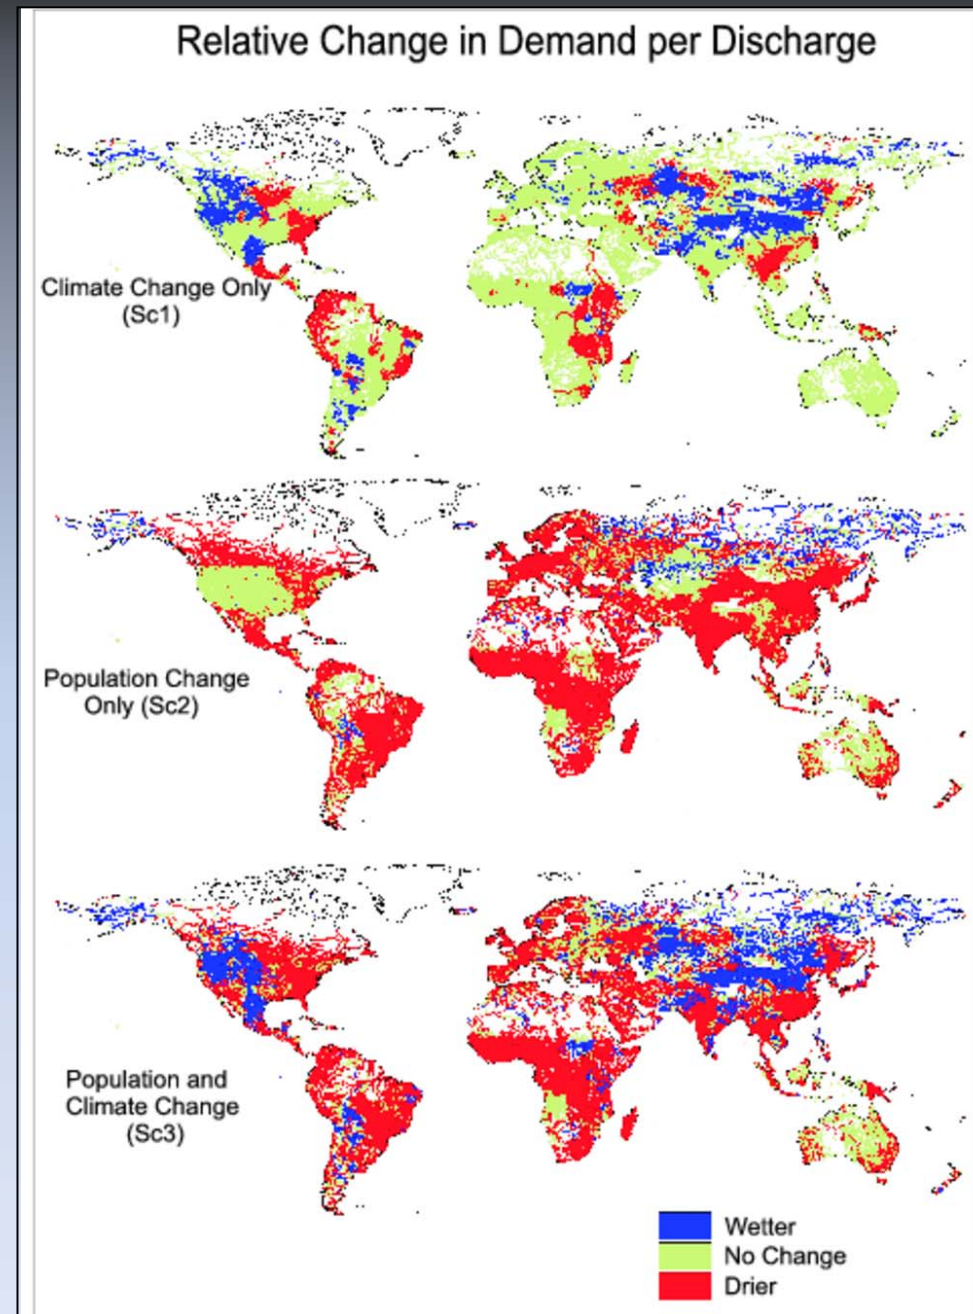 Relative Change in Demand per Discharge
Climate Change Only
(Sc1)
Population Change
Only (Sc2)
Population and
Climate Change
(Sc3)
Wetter
No Change
Drier